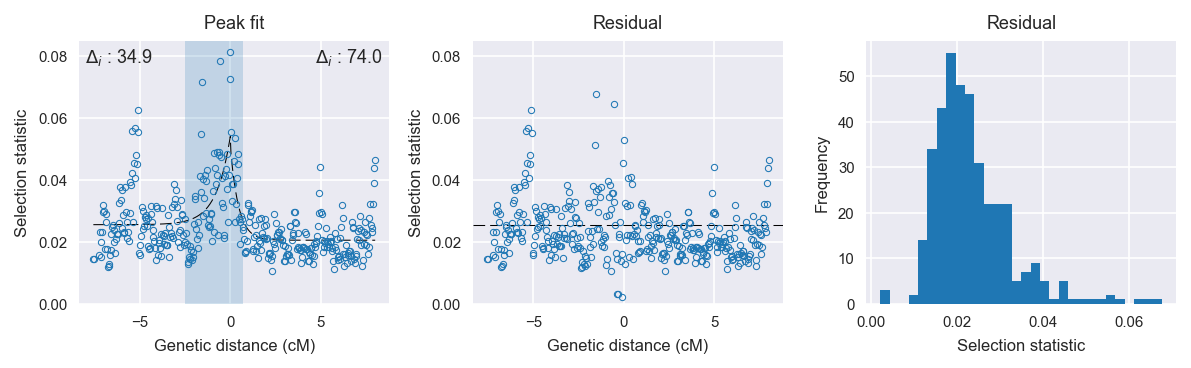 Peak fit
Δi : 34.9
Δi : 74.0
0.08
0.06
0.04
0.02
0.00
−5
0
5
Selection statistic
Genetic distance (cM)
Residual
0.08
0.06
0.04
0.02
0.00
−5
0
5
Selection statistic
Genetic distance (cM)
Residual
50
40
30
20
10
0
0.00
0.02
0.04
0.06
Frequency
Selection statistic